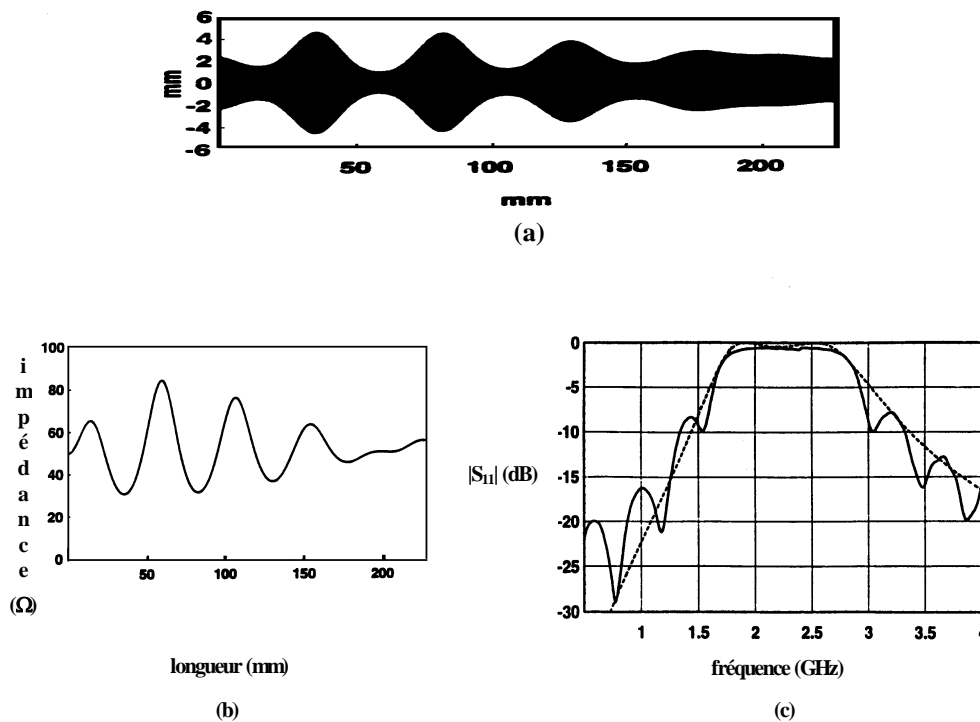 6
4
2
0
-2
-4
-6
mm
50 100 150 200
mm
(a)
100
80
60
40
20
0
impédance
(Ω)
50 100 150 200
longueur (mm)
(b)
0
-5
-10
-15
-20
-25
-30
|S11| (dB)
1 1.5 2 2.5 3 3.5
fréquence (GHz)
(c)